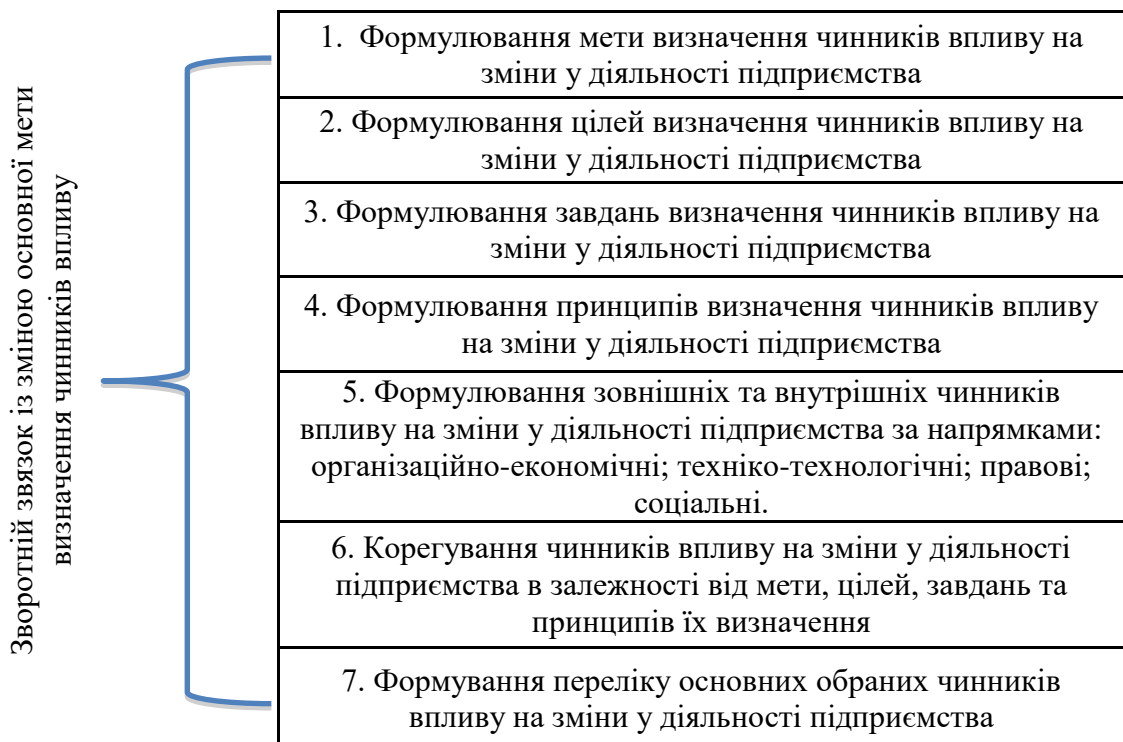 Зворотній звязок із зміною основної мети
визначення чинників впливу
1. Формулювання мети визначення чинників впливу на
зміни у діяльності підприємства
2. Формулювання цілей визначення чинників впливу на
зміни у діяльності підприємства
3. Формулювання завдань визначення чинників впливу на
зміни у діяльності підприємства
4. Формулювання принципів визначення чинників впливу
на зміни у діяльності підприємства
5. Формулювання зовнішніх та внутрішніх чинників
впливу на зміни у діяльності підприємства за напрямками:
організаційно-економічні; техніко-технологічні; правові;
соціальні.
6. Корегування чинників впливу на зміни у діяльності
підприємства в залежності від мети, цілей, завдань та
принципів їх визначення
7. Формування переліку основних обраних чинників
впливу на зміни у діяльності підприємства